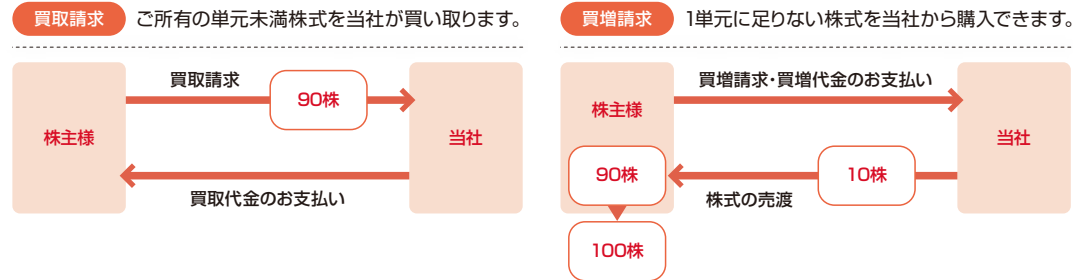 買取請求 ご所有の単元未満株式を当社が買い取ります。
買取請求
90株
株主様
当社
買取代金のお支払い
買増請求 1単元に足りない株式を当社から購入できます。
買増請求・買増代金のお支払い
株主様
当社
90株
10株
株式の売渡
100株